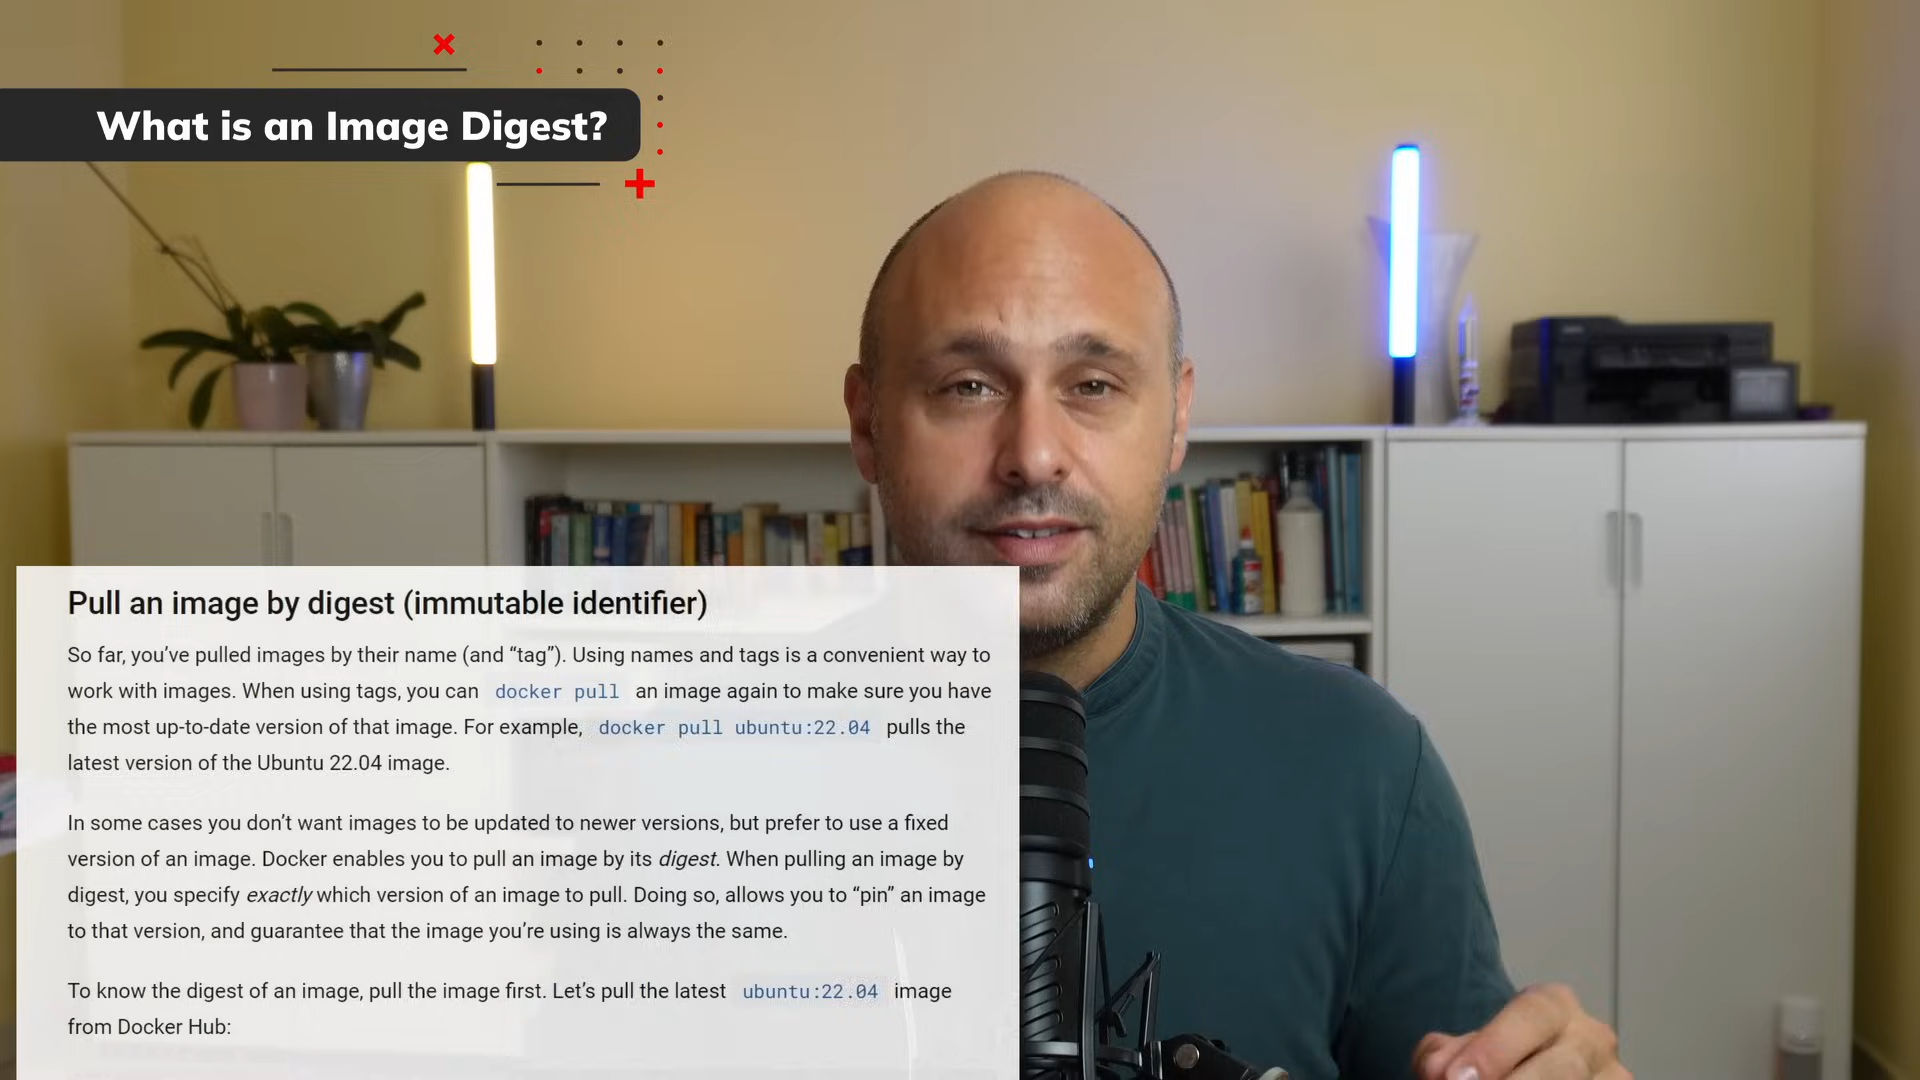 What is an Image Digest?
Pull an image by digest (immutable identifier)
So far, you’ve pulled images by their name (and “tag”). Using names and tags is a convenient way to
work with images. When using tags, you can docker pull an image again to make sure you have
the most up-to-date version of that image. For example, docker pull ubuntu:22.04 pulls the
latest version of the Ubuntu 22.04 image.
In some cases you don’t want images to be updated to newer versions, but prefer to use a fixed
version of an image. Docker enables you to pull an image by its digest. When pulling an image by
digest, you specify exactly which version of an image to pull. Doing so, allows you to “pin” an image
to that version, and guarantee that the image you’re using is always the same.
To know the digest of an image, pull the image first. Let’s pull the latest ubuntu:22.04 image
from Docker Hub: